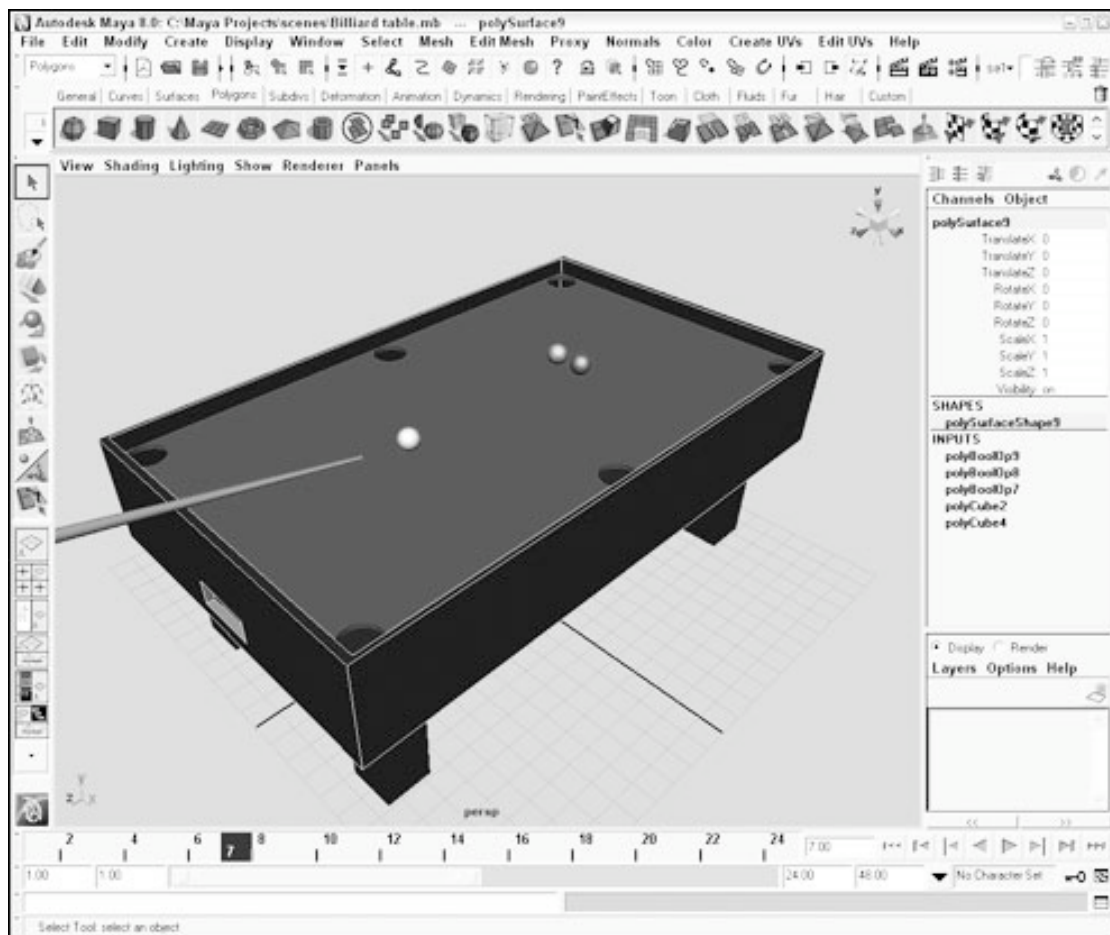 Autodesk Maya 8.0: C:\Maya Projects\scenes\Billiard table.mb ... polySurface9
File Edit Modify Create Display Window Select Mesh Edit Mesh Proxy Normals Color Create UVs Edit UVs Help
Polygons
General Curves Surfaces Polygons Subdivs Deformation Animation Dynamics Rendering PaintEffects Toon Cloth Fluids Fur Hair Custom
View Shading Lighting Show Renderer Panels
Channels Object
polySurface9
TranslateX 0
TranslateY 0
TranslateZ 0
RotateX 0
RotateY 0
RotateZ 0
ScaleX 1
ScaleY 1
ScaleZ 1
Visibility on
SHAPES
polySurfaceShape9
INPUTS
polyBoolOp9
polyBoolOp8
polyBoolOp7
polyCube2
polyCube4
Display Render
Layers Options Help
persp
2 4 6 7 8 10 12 14 16 18 20 22 24 7.00
1.00 1.00 24.00 48.00 No Character Set
Select Tool: select an object